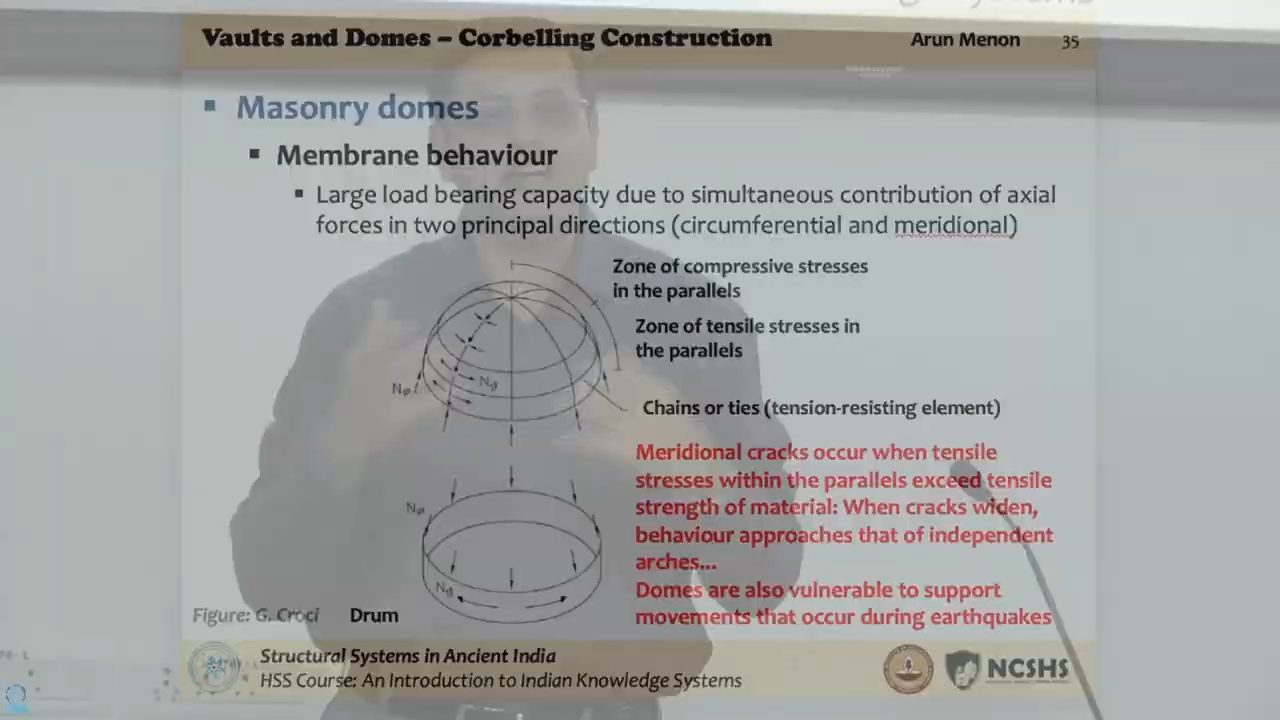 Vaults and Domes – Corbelling Construction
Arun Menon 35
Masonry domes
Membrane behaviour
Large load bearing capacity due to simultaneous contribution of axial
forces in two principal directions (circumferential and meridional)
Zone of compressive stresses
in the parallels
Zone of tensile stresses in
the parallels
Nφ
Nϑ
Chains or ties (tension-resisting element)
Meridional cracks occur when tensile
stresses within the parallels exceed tensile
strength of material: When cracks widen,
behaviour approaches that of independent
arches...
Domes are also vulnerable to support
movements that occur during earthquakes
Nφ
Nϑ
Figure: G. Croci
Drum
Structural Systems in Ancient India
HSS Course: An Introduction to Indian Knowledge Systems
NCSHS